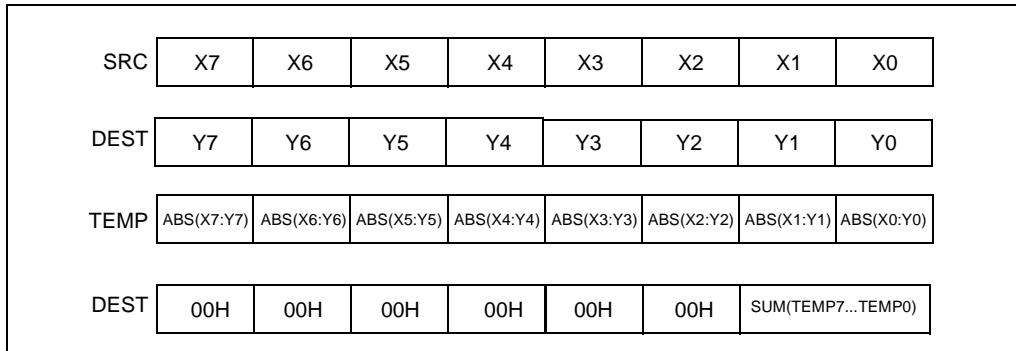 SRC X7 X6 X5 X4 X3 X2 X1 X0
DEST Y7 Y6 Y5 Y4 Y3 Y2 Y1 Y0
TEMP ABS(X7:Y7) ABS(X6:Y6) ABS(X5:Y5) ABS(X4:Y4) ABS(X3:Y3) ABS(X2:Y2) ABS(X1:Y1) ABS(X0:Y0)
DEST 00H 00H 00H 00H 00H 00H SUM(TEMP7...TEMP0)